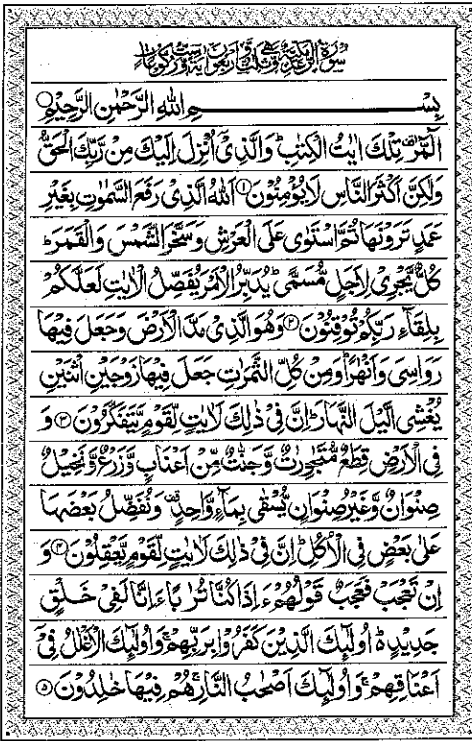 سُوْرَةُ الرَّعْدِ مَدَنِيَّةٌ وَّهِيَ ثَلٰثٌ وَّاَرْبَعُوْنَ اٰيَةً وَّسِتُّ رُكُوْعَاتٍ
بِسْمِ اللّٰهِ الرَّحْمٰنِ الرَّحِيْمِ
الٓمّٓرٰ تِلْكَ اٰيٰتُ الْكِتٰبِ ؕ وَالَّذِىْۤ اُنْزِلَ اِلَيْكَ مِنْ رَّبِّكَ الْحَقُّ
وَلٰكِنَّ اَكْثَرَ النَّاسِ لَا يُؤْمِنُوْنَ ۝۱ اَللّٰهُ الَّذِىْ رَفَعَ السَّمٰوٰتِ بِغَيْرِ
عَمَدٍ تَرَوْنَهَا ثُمَّ اسْتَوٰى عَلَى الْعَرْشِ وَسَخَّرَ الشَّمْسَ وَالْقَمَرَ ؕ
كُلٌّ يَّجْرِىْ لِاَجَلٍ مُّسَمًّى ؕ يُدَبِّرُ الْاَمْرَ يُفَصِّلُ الْاٰيٰتِ لَعَلَّكُمْ
بِلِقَآءِ رَبِّكُمْ تُوْقِنُوْنَ ۝۲ وَهُوَ الَّذِىْ مَدَّ الْاَرْضَ وَجَعَلَ فِيْهَا
رَوَاسِىَ وَاَنْهٰرًا ؕ وَمِنْ كُلِّ الثَّمَرٰتِ جَعَلَ فِيْهَا زَوْجَيْنِ اثْنَيْنِ
يُغْشِى الَّيْلَ النَّهَارَ ؕ اِنَّ فِىْ ذٰلِكَ لَاٰيٰتٍ لِّقَوْمٍ يَّتَفَكَّرُوْنَ ۝۳ وَ
فِى الْاَرْضِ قِطَعٌ مُّتَجٰوِرٰتٌ وَّجَنّٰتٌ مِّنْ اَعْنَابٍ وَّزَرْعٌ وَّنَخِيْلٌ
صِنْوَانٌ وَّغَيْرُ صِنْوَانٍ يُّسْقٰى بِمَآءٍ وَّاحِدٍ ۟ وَنُفَضِّلُ بَعْضَهَا
عَلٰى بَعْضٍ فِى الْاُكُلِ ؕ اِنَّ فِىْ ذٰلِكَ لَاٰيٰتٍ لِّقَوْمٍ يَّعْقِلُوْنَ ۝۴ وَ
اِنْ تَعْجَبْ فَعَجَبٌ قَوْلُهُمْ ءَاِذَا كُنَّا تُرٰبًا ءَاِنَّا لَفِىْ خَلْقٍ
جَدِيْدٍ ؕ اُولٰٓئِكَ الَّذِيْنَ كَفَرُوْا بِرَبِّهِمْ ۚ وَاُولٰٓئِكَ الْاَغْلٰلُ فِىْۤ
اَعْنَاقِهِمْ ۚ وَاُولٰٓئِكَ اَصْحٰبُ النَّارِ ۚ هُمْ فِيْهَا خٰلِدُوْنَ ۝۵